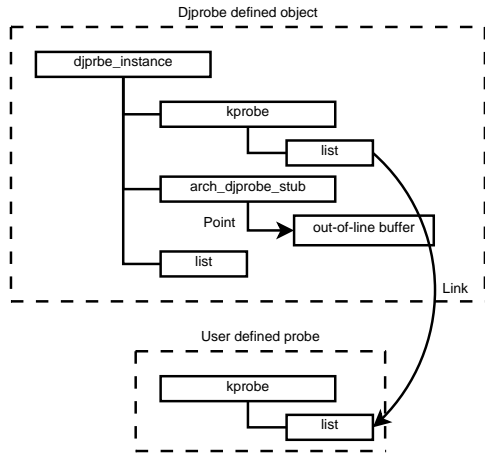 Djprobe defined object
djprbe_instance
kprobe
list
arch_djprobe_stub
Point
out-of-line buffer
list
Link
User defined probe
kprobe
list